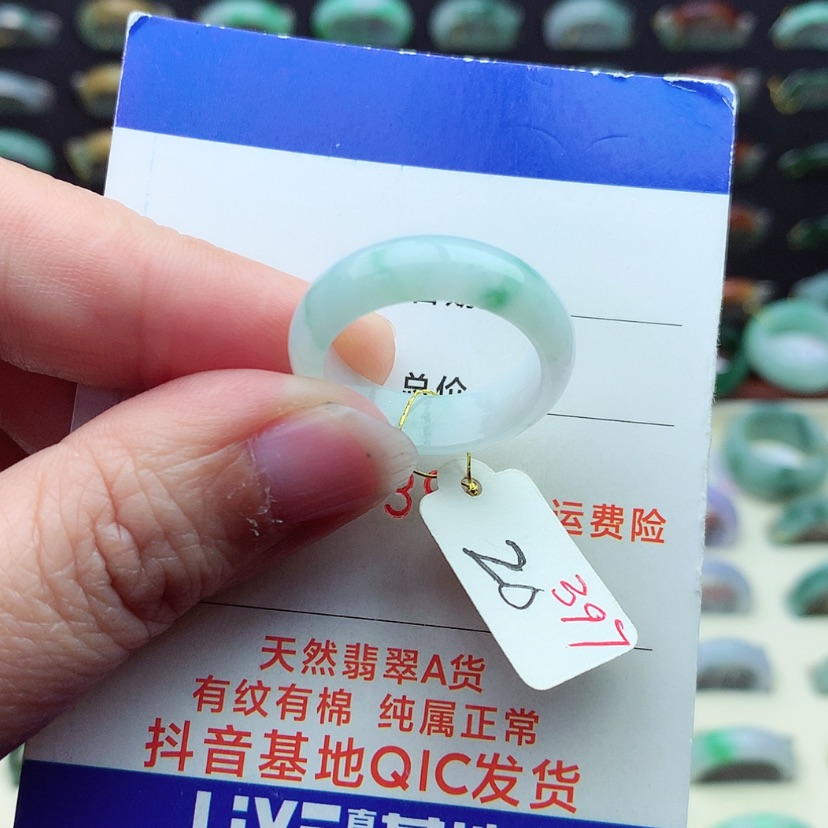 总价
运费险
20
397
天然翡翠A货
有纹有棉 纯属正常
抖音基地QIC发货